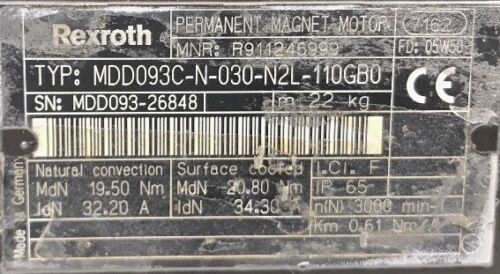 Rexroth
PERMANENT MAGNET MOTOR (7162)
MNR: R911246999 FD: 05W50
TYP: MDD093C-N-030-N2L-110GB0
SN: MDD093-26848 m 22 kg
CE
Natural convection Surface cooled I.Cl. F
MdN 19.50 Nm MdN 20.80 Nm IP 65
IdN 32.20 A IdN 34.30 A n(N) 3000 min-1
Km 0.61 Nm/A
Made in Germany